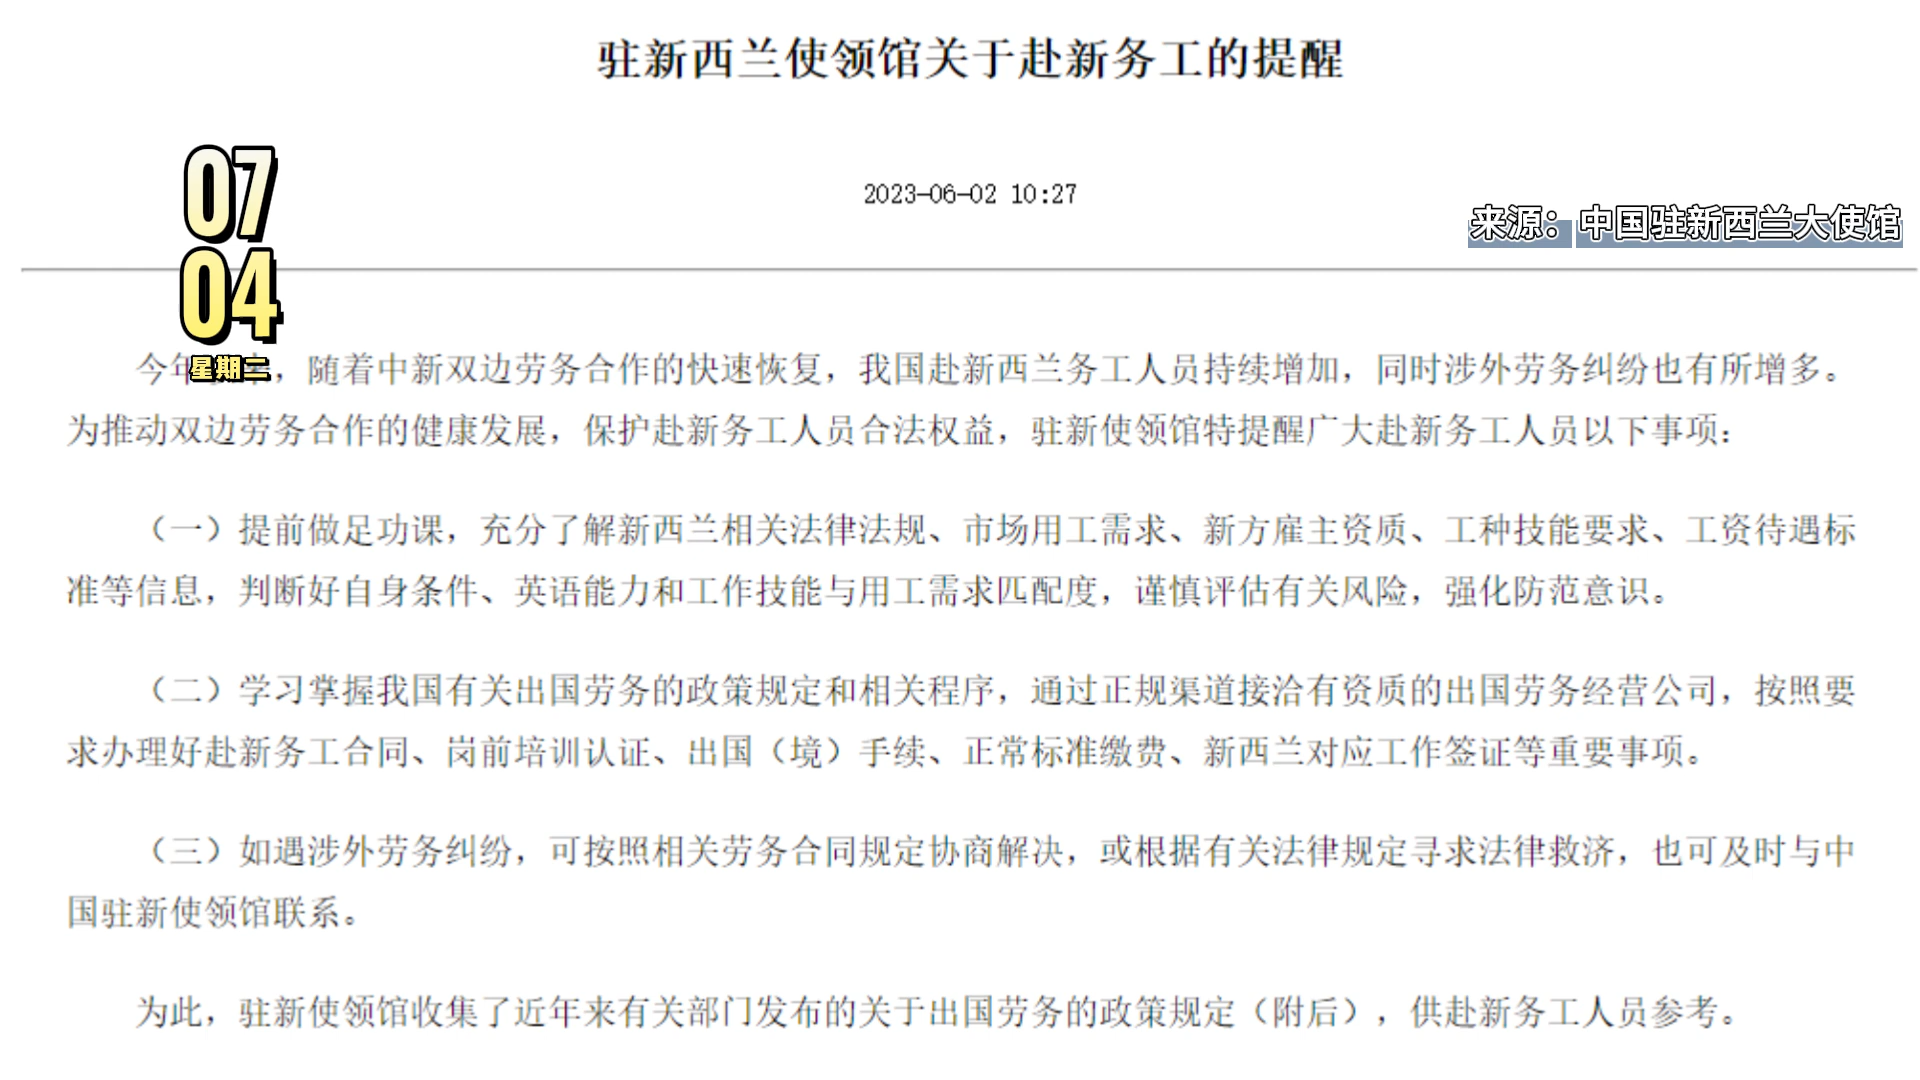 驻新西兰使领馆关于赴新务工的提醒
2023-06-02 10:27
来源：中国驻新西兰大使馆
07
04
星期二
今年，随着中新双边劳务合作的快速恢复，我国赴新西兰务工人员持续增加，同时涉外劳务纠纷也有所增多。
为推动双边劳务合作的健康发展，保护赴新务工人员合法权益，驻新使领馆特提醒广大赴新务工人员以下事项：
（一）提前做足功课，充分了解新西兰相关法律法规、市场用工需求、新方雇主资质、工种技能要求、工资待遇标
准等信息，判断好自身条件、英语能力和工作技能与用工需求匹配度，谨慎评估有关风险，强化防范意识。
（二）学习掌握我国有关出国劳务的政策规定和相关程序，通过正规渠道接洽有资质的出国劳务经营公司，按照要
求办理好赴新务工合同、岗前培训认证、出国（境）手续、正常标准缴费、新西兰对应工作签证等重要事项。
（三）如遇涉外劳务纠纷，可按照相关劳务合同规定协商解决，或根据有关法律规定寻求法律救济，也可及时与中
国驻新使领馆联系。
为此，驻新使领馆收集了近年来有关部门发布的关于出国劳务的政策规定（附后），供赴新务工人员参考。